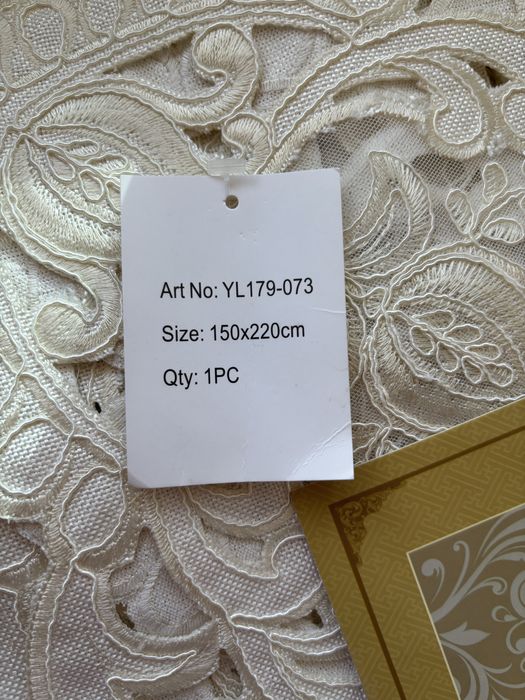 Art No: YL179-073
Size: 150x220cm
Qty: 1PC